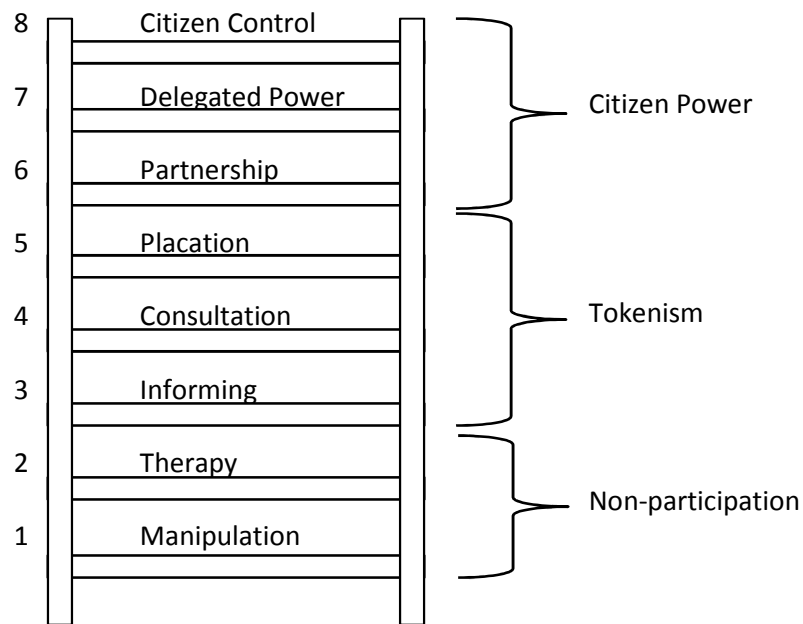 8 Citizen Control
7 Delegated Power
Citizen Power
6 Partnership
5 Placation
4 Consultation
Tokenism
3 Informing
2 Therapy
Non-participation
1 Manipulation